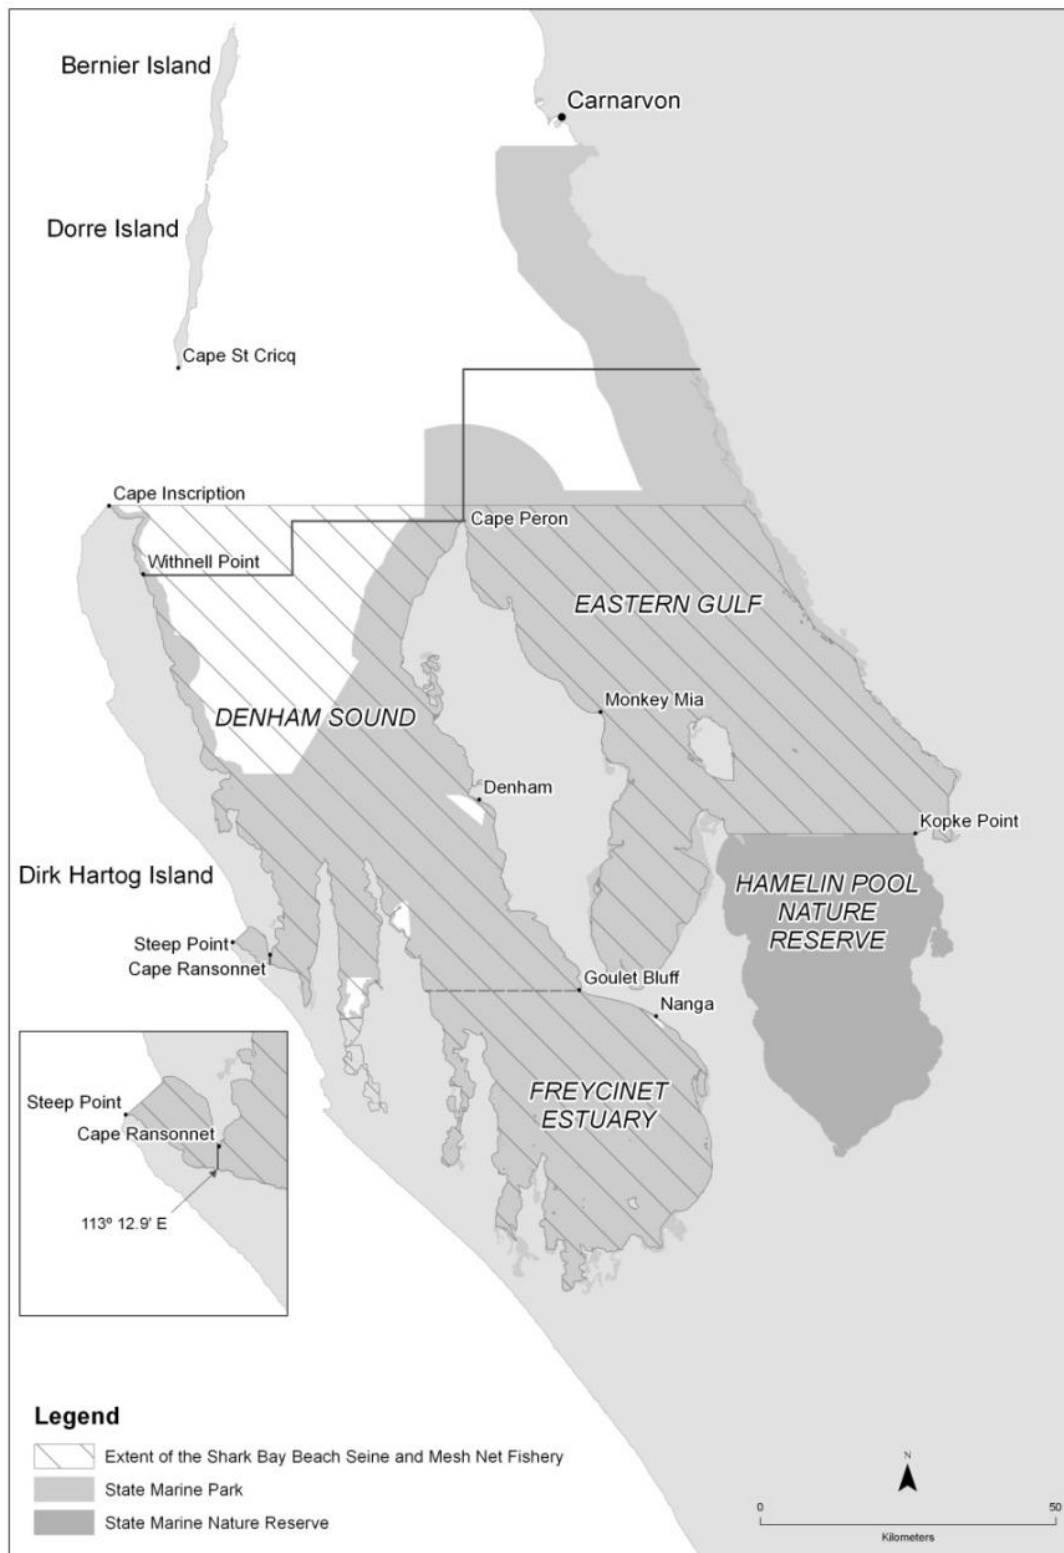 Bernier Island
Carnarvon
Dorre Island
Cape St Cricq
Cape Inscription
Cape Peron
Withnell Point
EASTERN GULF
Monkey Mia
DENHAM SOUND
Denham
Kopke Point
Dirk Hartog Island
HAMELIN POOL
NATURE
RESERVE
Steep Point
Cape Ransonnet
Goulet Bluff
Nanga
FREYCINET
ESTUARY
Steep Point
Cape Ransonnet
113º 12.9' E
Legend
Extent of the Shark Bay Beach Seine and Mesh Net Fishery
State Marine Park
State Marine Nature Reserve
N
0 50
Kilometers